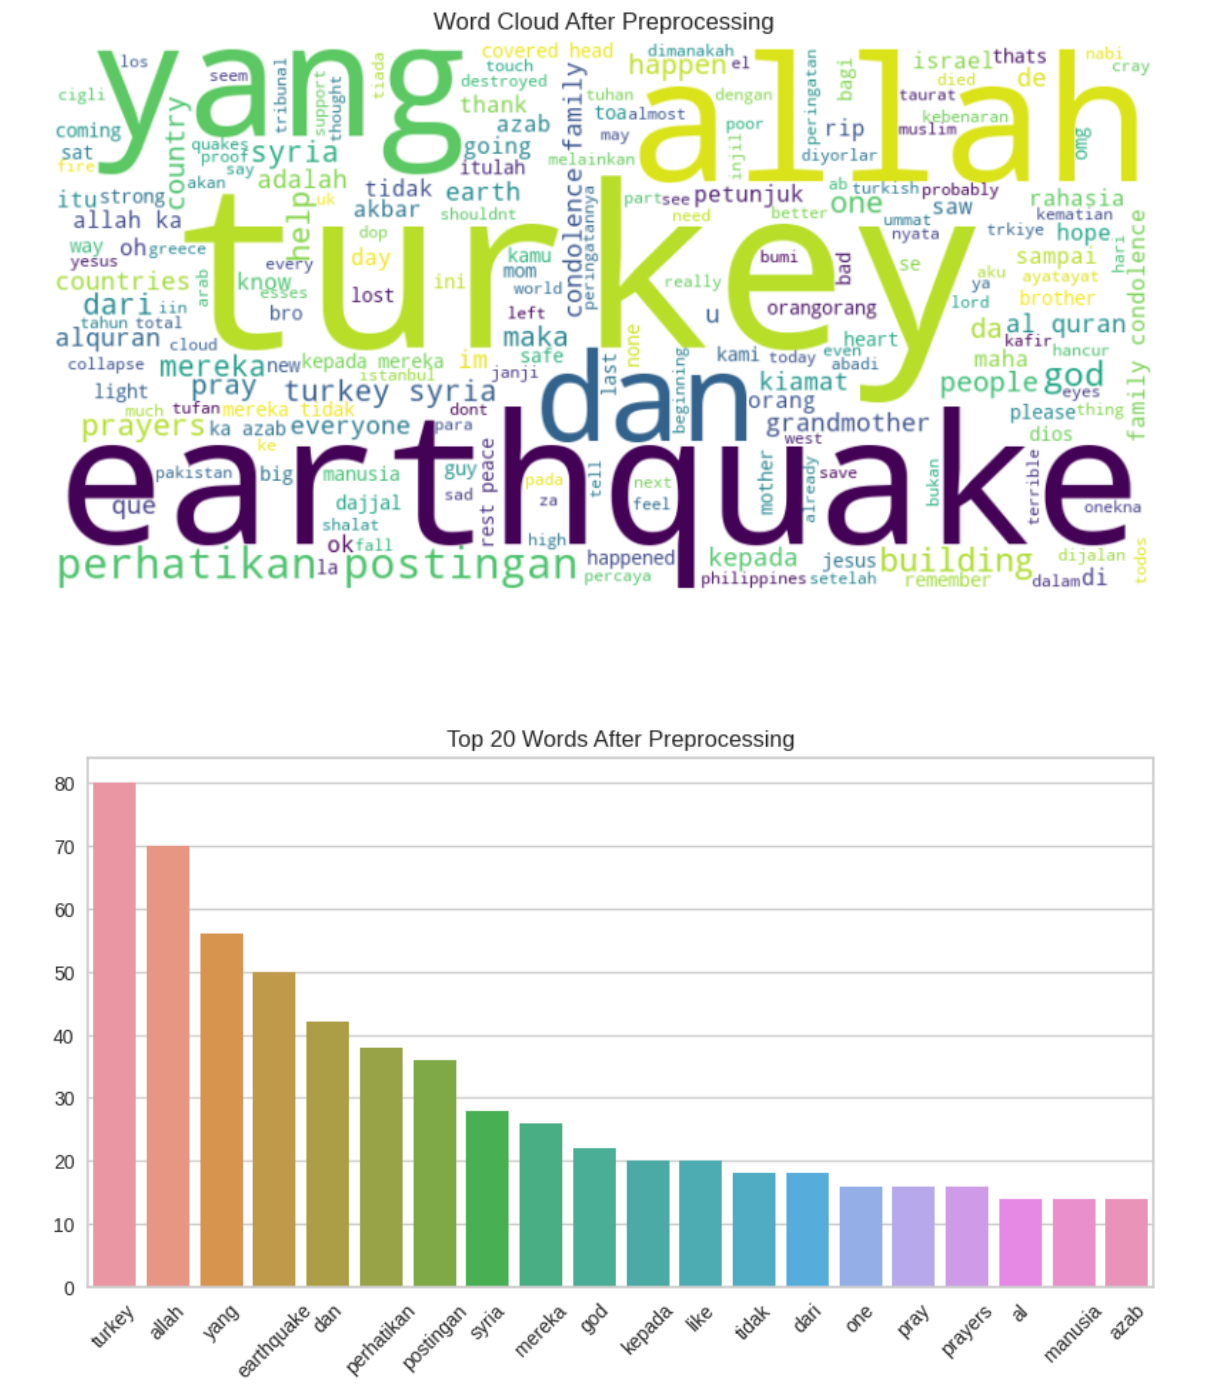 Word Cloud After Preprocessing
yang
allah
turkey
dan
earthquake
los
seem
tribunal
support
thought
tiada
covered head
touch
destroyed
condolence family
dimanakah
happen
el
peringatan
bagi
israel
thats
nabi
died
cray
de
cigli
country
thank
tuhan
dengan
taurat
kebenaran
omg
coming
quakes
azab
toa
almost
poor
rip
muslim
sat
proof
syria
going
may
injil
diyorlar
fire
say
itulah
melainkan
akan
adalah
tidak
earth
part
see
petunjuk
ab
turkish
probably
rahasia
itu
strong
help
uk
akbar
shouldnt
peringatannya
need
better
one
saw
kematian
allah ka
dop
ummat
nyata
trkiye
hope
hari
family condolence
way
oh
greece
day
kamu
bumi
bad
se
sampai
yesus
every
mom
aku
ayatayat
countries
arab
know
esses
lost
ini
world
really
ya
brother
dari
iin
bro
left
orangorang
lord
tahun
total
u
da
al quran
alquran
cloud
maka
none
heart
maha
kafir
collapse
mereka
new
kepada mereka
im
safe
last
kami
today
even
hancur
istanbul
janji
beginning
abadi
light
pray
turkey syria
kiamat
people
god
eyes
much
tufan
mereka tidak
dont
orang
please
thing
prayers
ka azab
everyone
para
grandmother
dios
ke
west
pakistan
big
manusia
guy
rest peace
pada
tell
next
mother
already
save
bukan
terrible
que
dajjal
sad
za
feel
onekna
shalat
ok
fall
high
happened
kepada
jesus
building
dijalan
todos
perhatikan
la
postingan
percaya
philippines
setelah
remember
dalam
di
Top 20 Words After Preprocessing
80
70
60
50
40
30
20
10
0
turkey
allah
yang
earthquake
dan
perhatikan
postingan
syria
mereka
god
kepada
like
tidak
dari
one
pray
prayers
al
manusia
azab